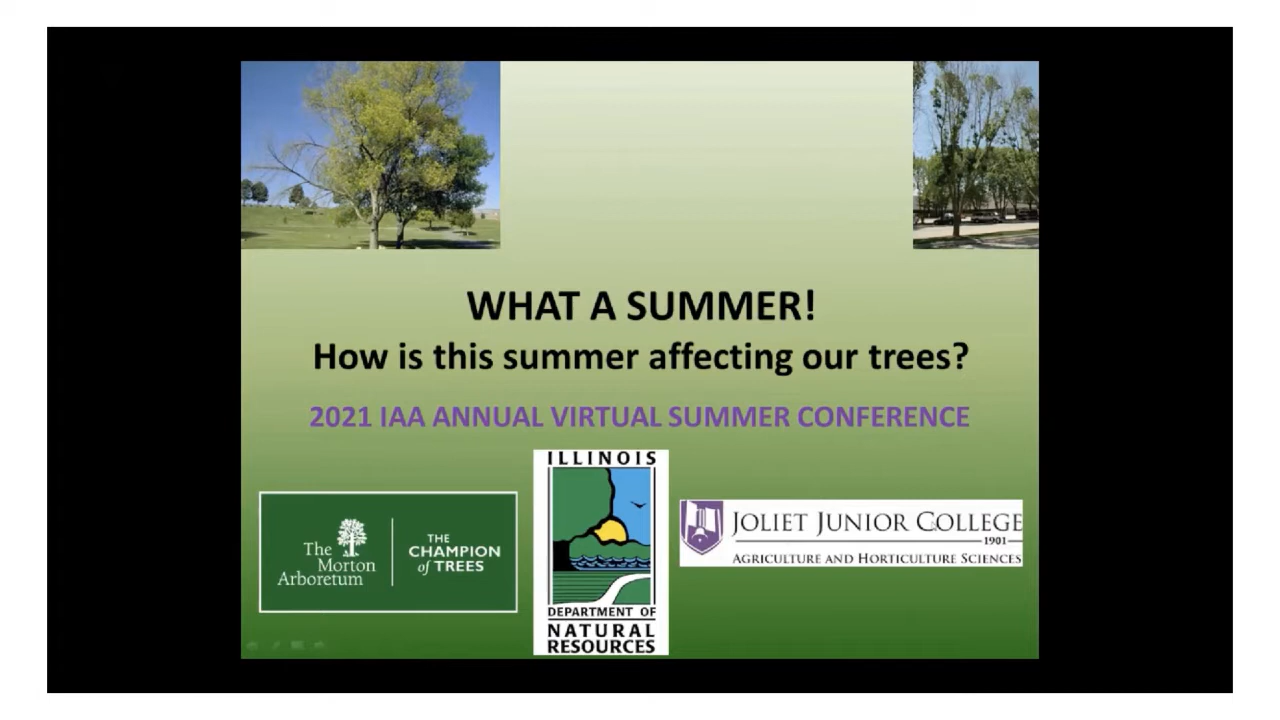 WHAT A SUMMER!
How is this summer affecting our trees?
2021 IAA ANNUAL VIRTUAL SUMMER CONFERENCE
The
Morton
Arboretum
THE
CHAMPION
of TREES
ILLINOIS
DEPARTMENT OF
NATURAL
RESOURCES
JOLIET JUNIOR COLLEGE
1901
AGRICULTURE AND HORTICULTURE SCIENCES